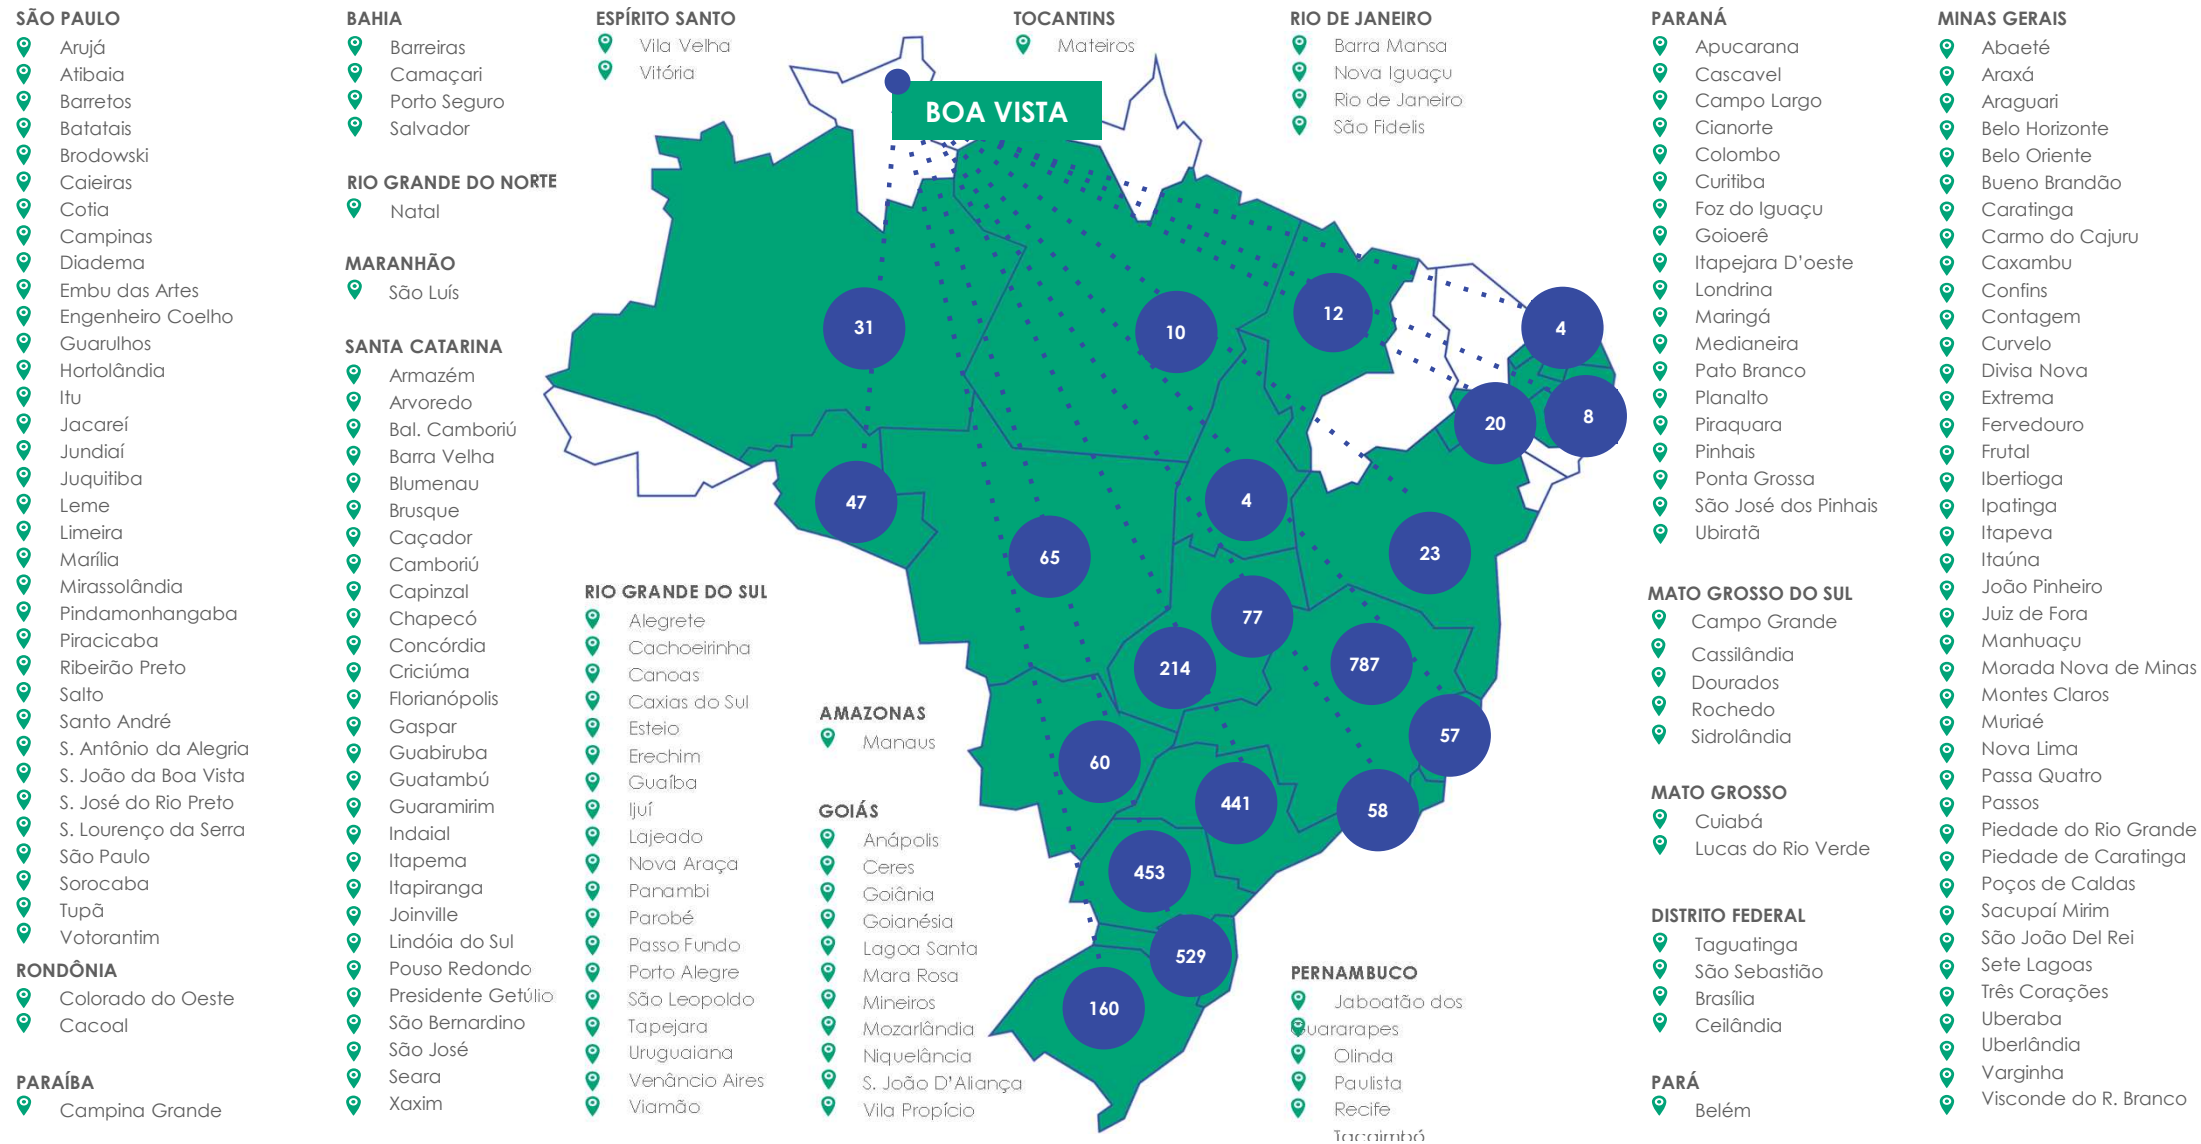 SÃO PAULO
Arujá
Atibaia
Barretos
Batatais
Brodowski
Caieiras
Cotia
Campinas
Diadema
Embu das Artes
Engenheiro Coelho
Guarulhos
Hortolândia
Itu
Jacareí
Jundiaí
Juquitiba
Leme
Limeira
Marília
Mirassolândia
Pindamonhangaba
Piracicaba
Ribeirão Preto
Salto
Santo André
S. Antônio da Alegria
S. João da Boa Vista
S. José do Rio Preto
S. Lourenço da Serra
São Paulo
Sorocaba
Tupã
Votorantim
RONDÔNIA
Colorado do Oeste
Cacoal
PARAÍBA
Campina Grande
BAHIA
Barreiras
Camaçari
Porto Seguro
Salvador
RIO GRANDE DO NORTE
Natal
MARANHÃO
São Luís
SANTA CATARINA
Armazém
Arvoredo
Bal. Camboriú
Barra Velha
Blumenau
Brusque
Caçador
Camboriú
Capinzal
Chapecó
Concórdia
Criciúma
Florianópolis
Gaspar
Guabiruba
Guatambú
Guaramirim
Indaial
Itapema
Itapiranga
Joinville
Lindóia do Sul
Pouso Redondo
Presidente Getúlio
São Bernardino
São José
Seara
Xaxim
ESPÍRITO SANTO
Vila Velha
Vitória
RIO GRANDE DO SUL
Alegrete
Cachoeirinha
Canoas
Caxias do Sul
Esteio
Erechim
Guaíba
Ijuí
Lajeado
Nova Araça
Panambi
Parobé
Passo Fundo
Porto Alegre
São Leopoldo
Tapejara
Uruguaiana
Venâncio Aires
Viamão
AMAZONAS
Manaus
GOIÁS
Anápolis
Ceres
Goiânia
Goianésia
Lagoa Santa
Mara Rosa
Mineiros
Mozarlândia
Niquelância
S. João D'Aliança
Vila Propício
TOCANTINS
Mateiros
BOA VISTA
31
10
12
4
20
8
47
65
4
23
77
214
787
57
60
441
58
453
529
160
RIO DE JANEIRO
Barra Mansa
Nova Iguaçu
Rio de Janeiro
São Fidelis
PERNAMBUCO
Jaboatão dos
Guararapes
Olinda
Paulista
Recife
Tacaimbó
PARANÁ
Apucarana
Cascavel
Campo Largo
Cianorte
Colombo
Curitiba
Foz do Iguaçu
Goioerê
Itapejara D'oeste
Londrina
Maringá
Medianeira
Pato Branco
Planalto
Piraquara
Pinhais
Ponta Grossa
São José dos Pinhais
Ubiratã
MATO GROSSO DO SUL
Campo Grande
Cassilândia
Dourados
Rochedo
Sidrolândia
MATO GROSSO
Cuiabá
Lucas do Rio Verde
DISTRITO FEDERAL
Taguatinga
São Sebastião
Brasília
Ceilândia
PARÁ
Belém
MINAS GERAIS
Abaeté
Araxá
Araguari
Belo Horizonte
Belo Oriente
Bueno Brandão
Caratinga
Carmo do Cajuru
Caxambu
Confins
Contagem
Curvelo
Divisa Nova
Extrema
Fervedouro
Frutal
Ibertioga
Ipatinga
Itapeva
Itaúna
João Pinheiro
Juiz de Fora
Manhuaçu
Morada Nova de Minas
Montes Claros
Muriaé
Nova Lima
Passa Quatro
Passos
Piedade do Rio Grande
Piedade de Caratinga
Poços de Caldas
Sacupaí Mirim
São João Del Rei
Sete Lagoas
Três Corações
Uberaba
Uberlândia
Varginha
Visconde do R. Branco